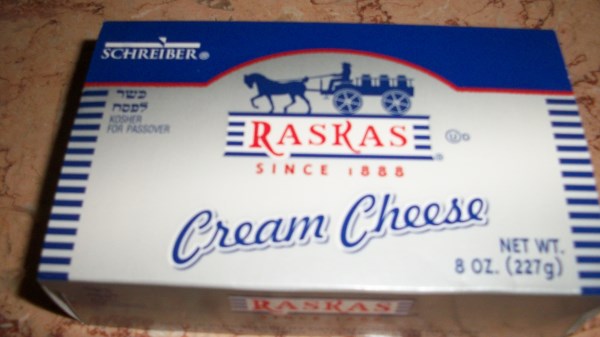 SCHREIBER®
כשר
לפסח
KOSHER
FOR PASSOVER
RASKAS®
SINCE 1888
Ⓤ D
Cream Cheese
NET WT.
8 OZ. (227g)
RASKAS